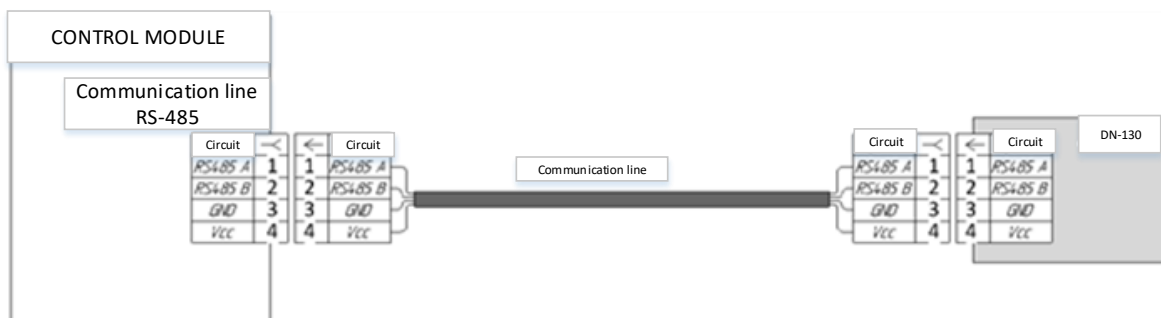 CONTROL MODULE
Communication line
RS-485
Circuit
Circuit
RS485 A 1
1 RS485 A
RS485 B 2
2 RS485 B
GND 3
3 GND
Vcc 4
4 Vcc
Communication line
Circuit
Circuit
RS485 A 1
1 RS485 A
RS485 B 2
2 RS485 B
GND 3
3 GND
Vcc 4
4 Vcc
DN-130